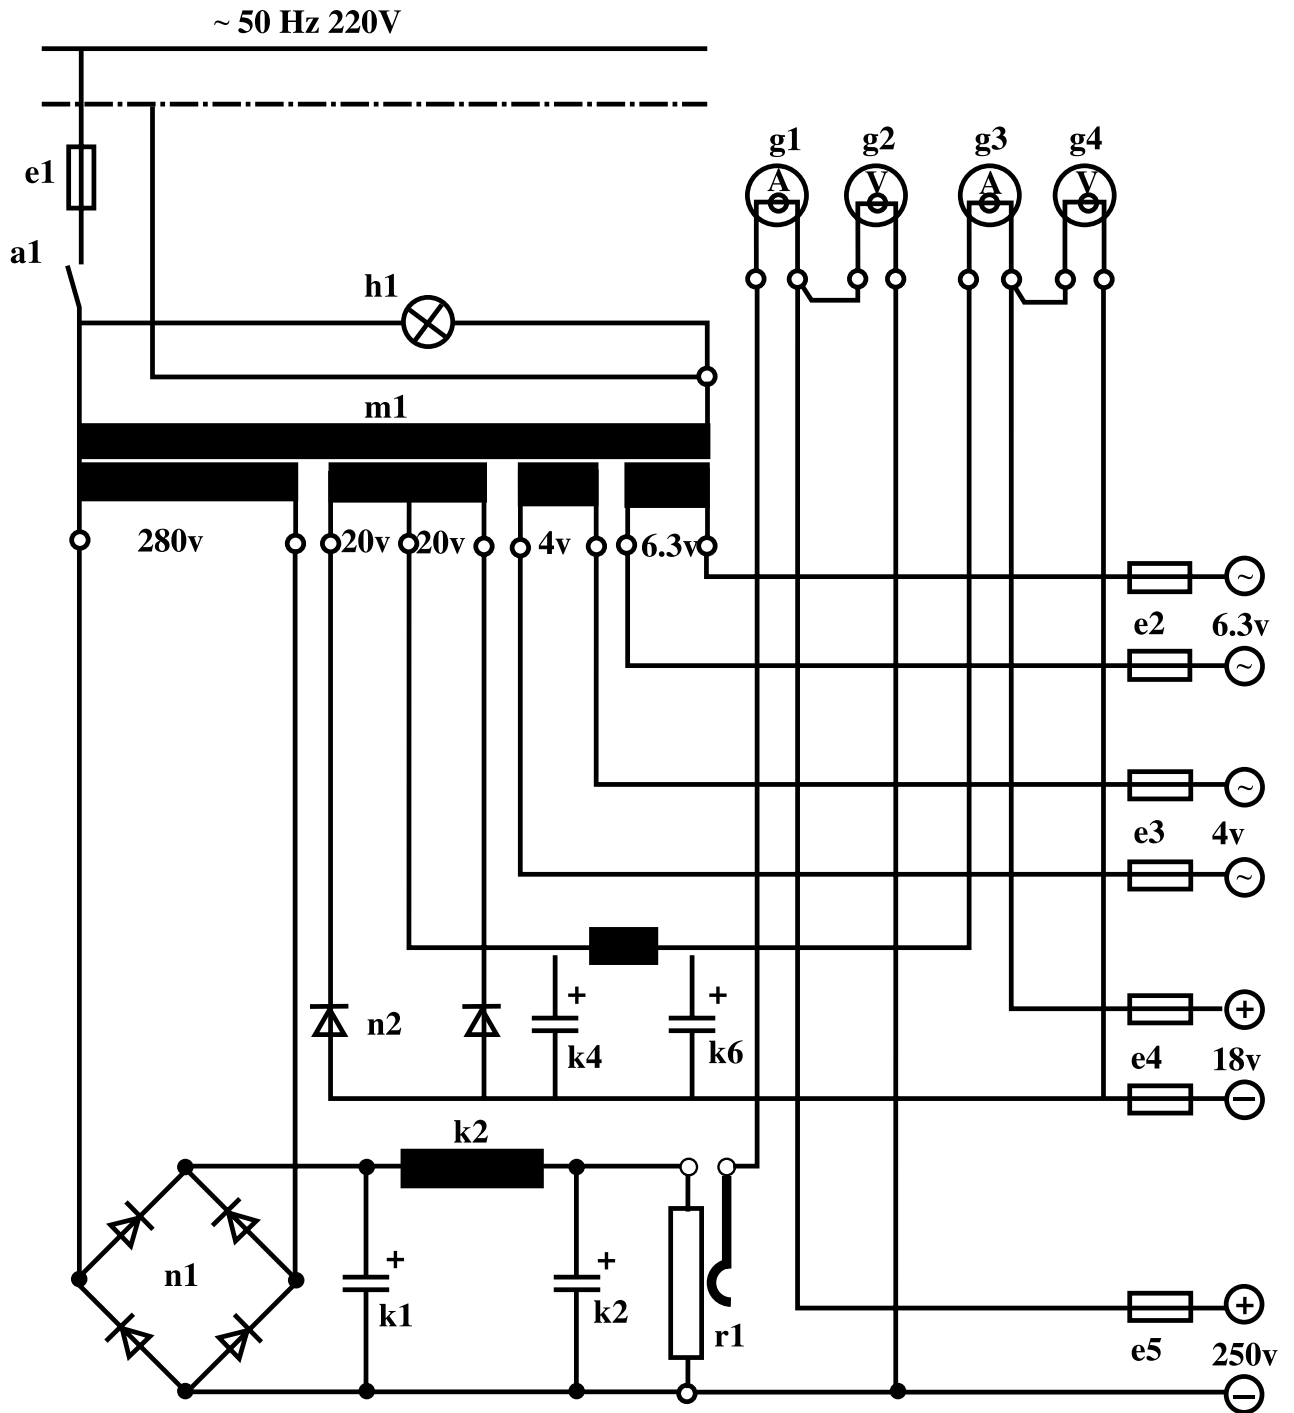 ~ 50 Hz 220V
g1 g2 g3 g4
e1
A V A V
a1
h1
m1
280v 20v 20v 4v 6.3v
~
e2 6.3v
~
~
e3 4v
~
+ + +
n2
k4 k6 e4 18v
−
k2
n1
+ + +
k1 k2 r1
e5 250v
−